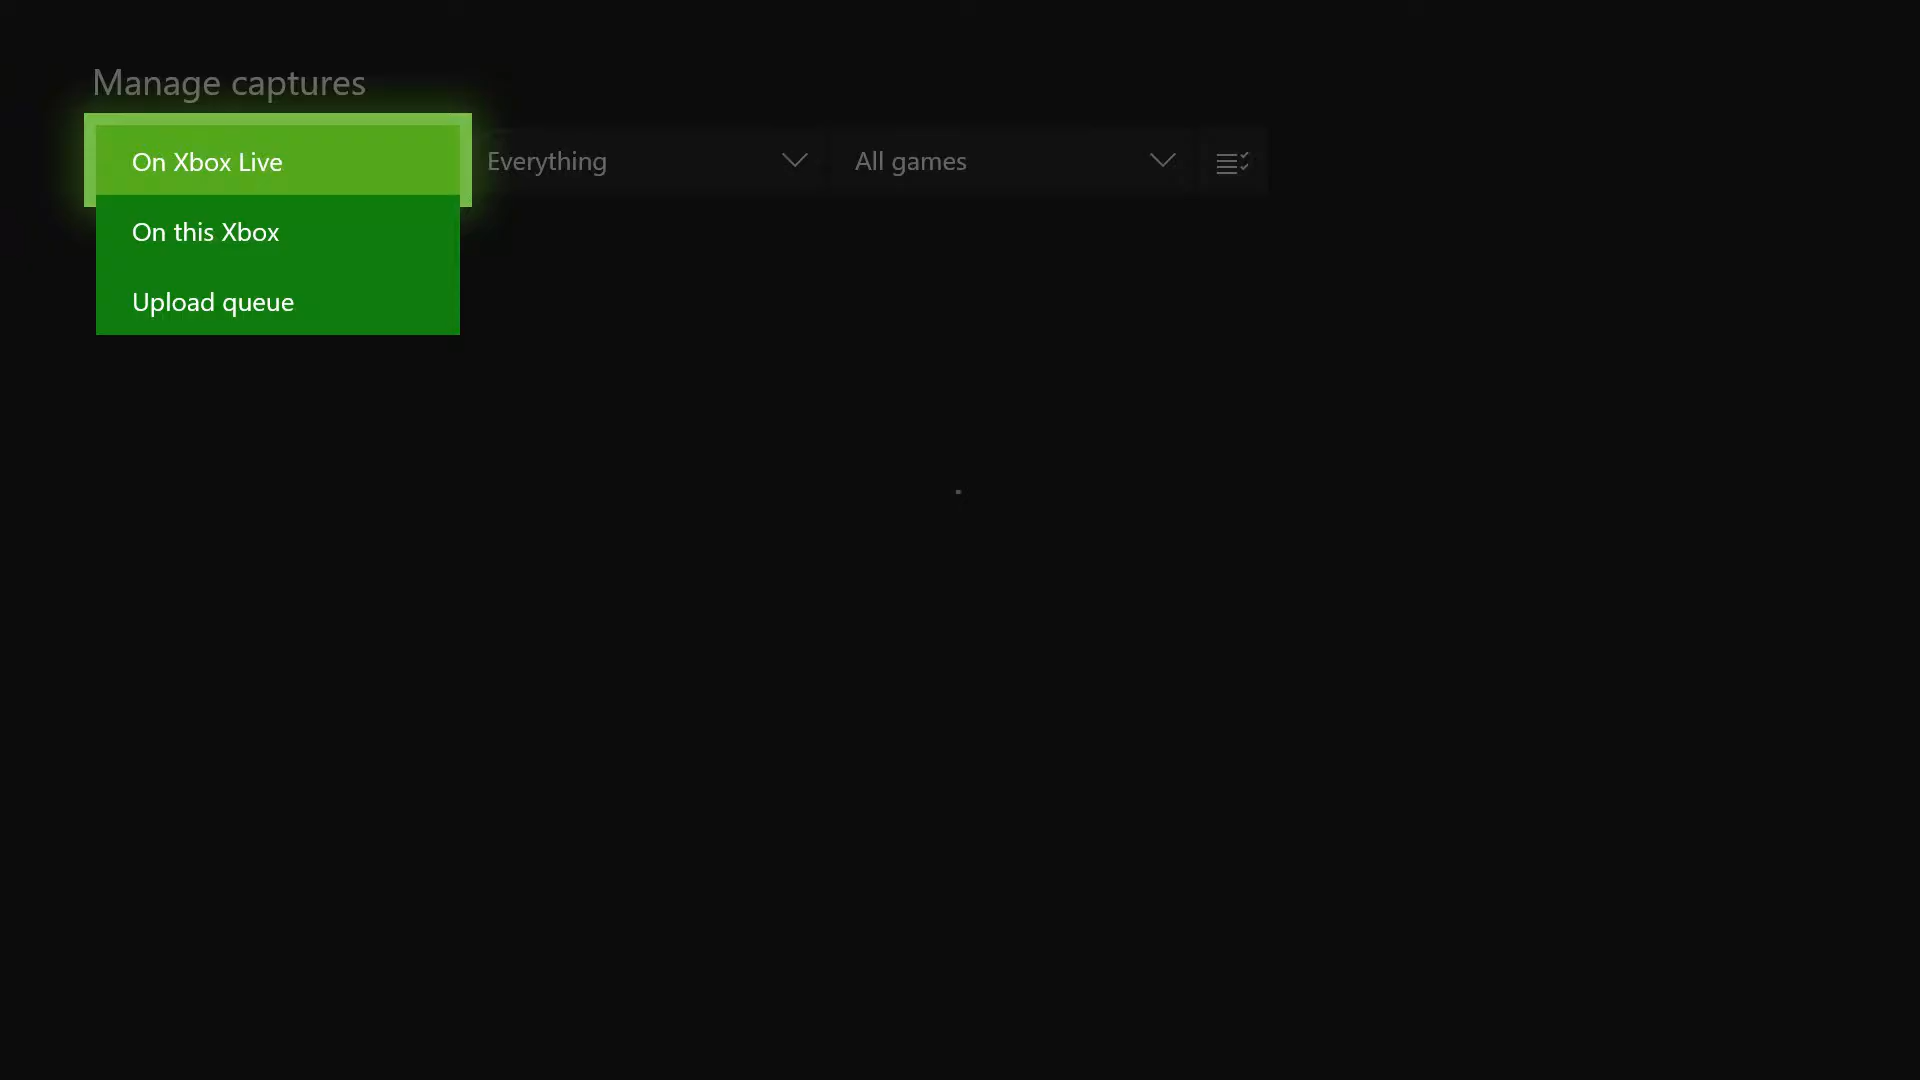 Manage captures
On Xbox Live
Everything
All games
On this Xbox
Upload queue